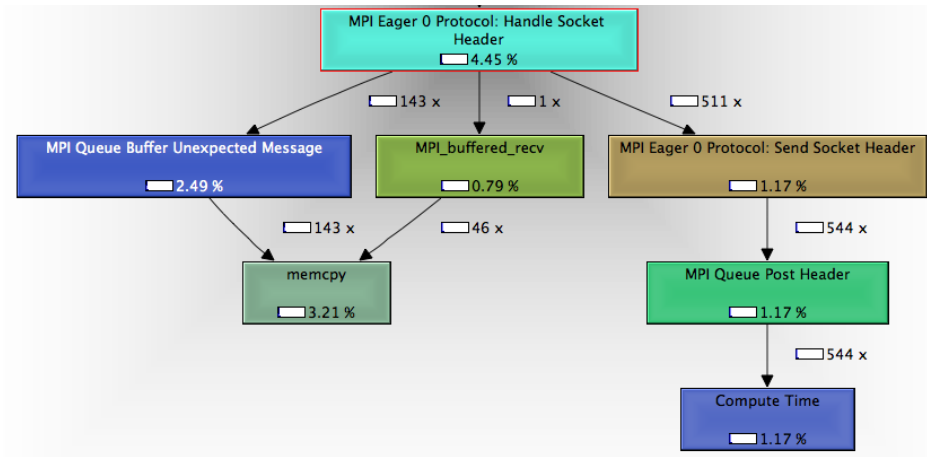 MPI Eager 0 Protocol: Handle Socket
Header
4.45 %
143 x
1 x
511 x
MPI Queue Buffer Unexpected Message
2.49 %
MPI_buffered_recv
0.79 %
MPI Eager 0 Protocol: Send Socket Header
1.17 %
143 x
46 x
544 x
memcpy
3.21 %
MPI Queue Post Header
1.17 %
544 x
Compute Time
1.17 %